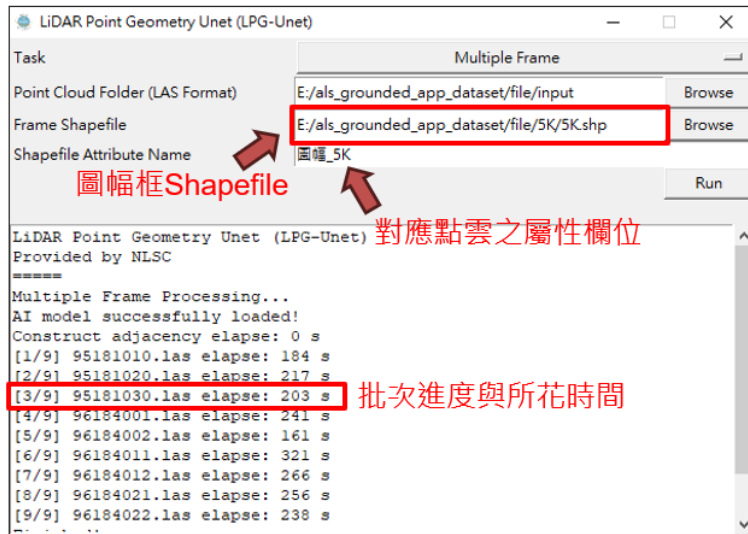 LiDAR Point Geometry Unet (LPG-Unet)
Task Multiple Frame
Point Cloud Folder (LAS Format) E:/als_grounded_app_dataset/file/input Browse
Frame Shapefile E:/als_grounded_app_dataset/file/5K/5K.shp Browse
Shapefile Attribute Name 圖幅_5K
圖幅框Shapefile
Run
LiDAR Point Geometry Unet (LPG-Unet)
對應點雲之屬性欄位
Provided by NLSC
=====
Multiple Frame Processing...
AI model successfully loaded!
Construct adjacency elapse: 0 s
[1/9] 95181010.las elapse: 184 s
[2/9] 95181020.las elapse: 217 s
[3/9] 95181030.las elapse: 203 s
批次進度與所花時間
[4/9] 96184001.las elapse: 241 s
[5/9] 96184002.las elapse: 161 s
[6/9] 96184011.las elapse: 321 s
[7/9] 96184012.las elapse: 266 s
[8/9] 96184021.las elapse: 256 s
[9/9] 96184022.las elapse: 238 s